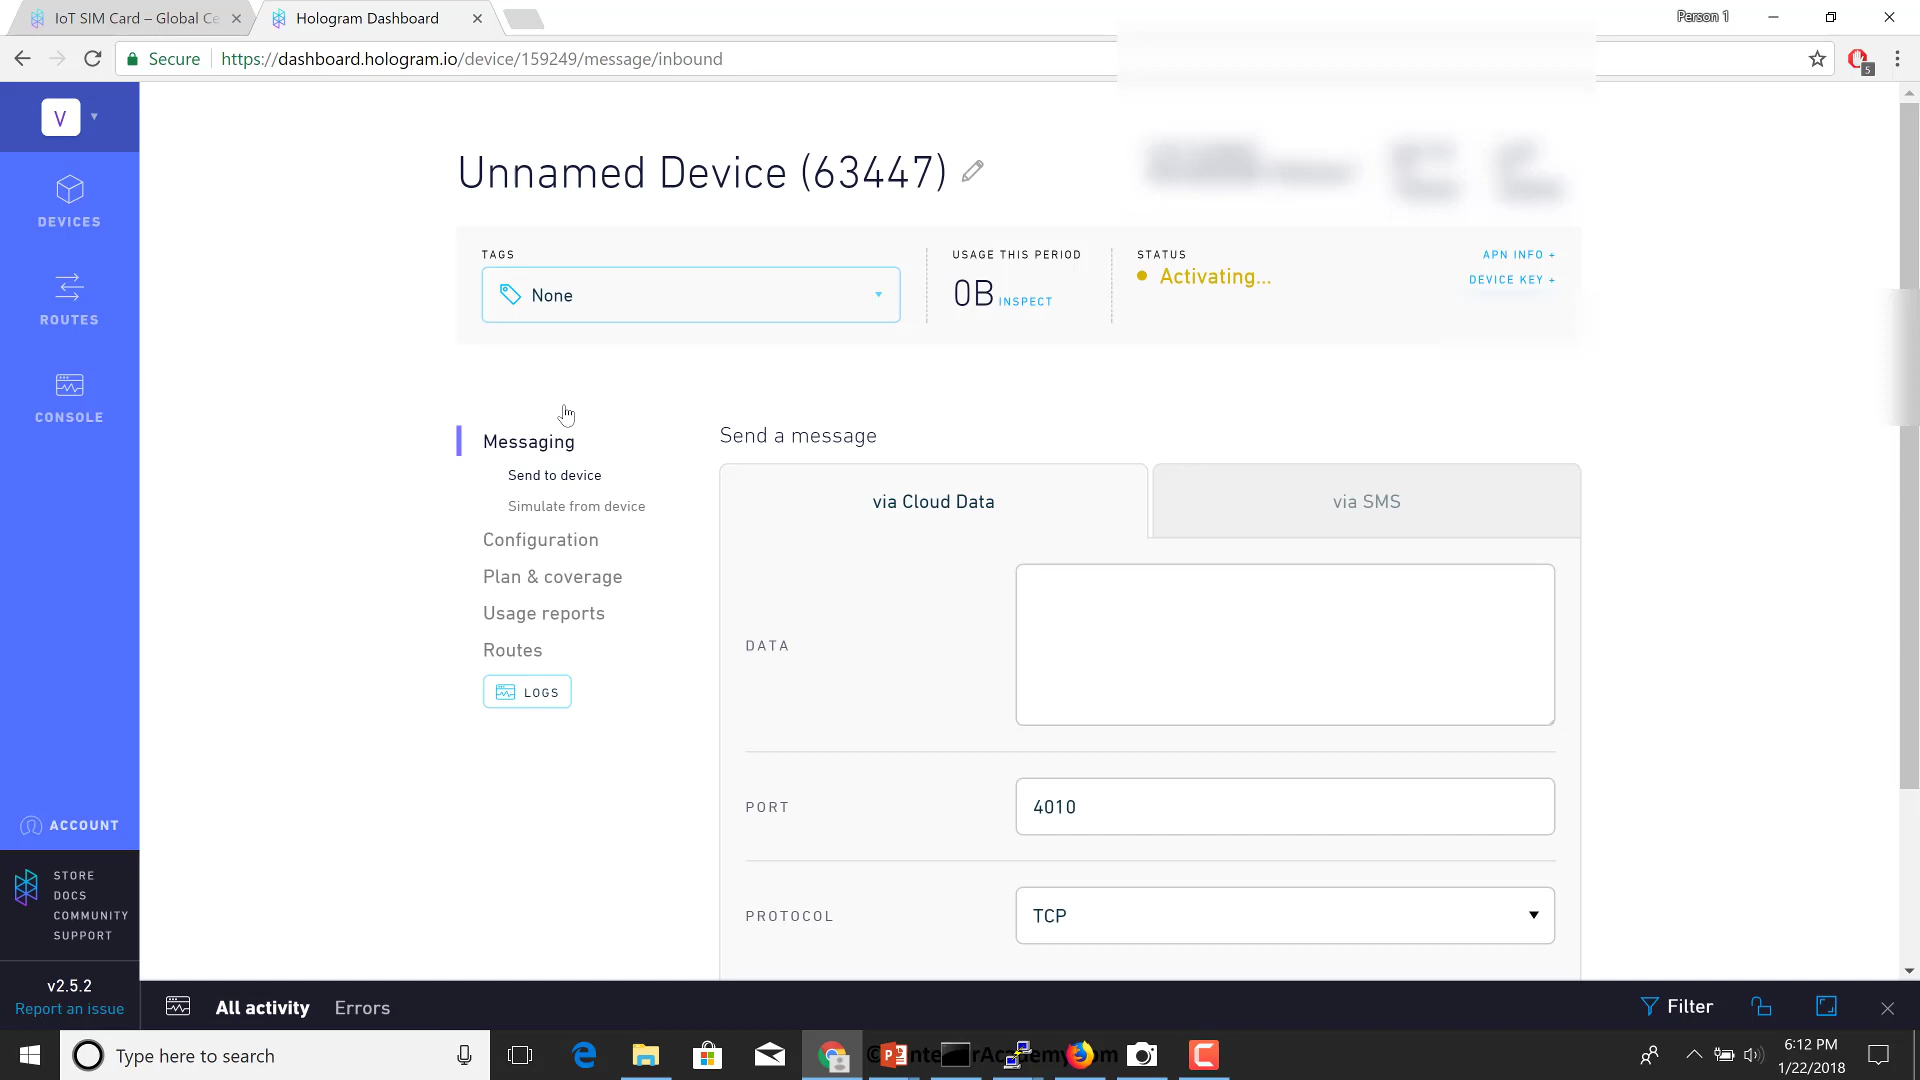 IoT SIM Card – Global Ce
Hologram Dashboard
Person 1
Secure
https://dashboard.hologram.io/device/159249/message/inbound
5
V
DEVICES
ROUTES
CONSOLE
ACCOUNT
STORE
DOCS
COMMUNITY
SUPPORT
v2.5.2
Report an issue
Unnamed Device (63447)
TAGS
None
USAGE THIS PERIOD
0B INSPECT
STATUS
Activating...
APN INFO +
DEVICE KEY +
Messaging
Send to device
Simulate from device
Configuration
Plan & coverage
Usage reports
Routes
LOGS
Send a message
via Cloud Data
via SMS
DATA
PORT
4010
PROTOCOL
TCP
All activity
Errors
Filter
Type here to search
6:12 PM
1/22/2018